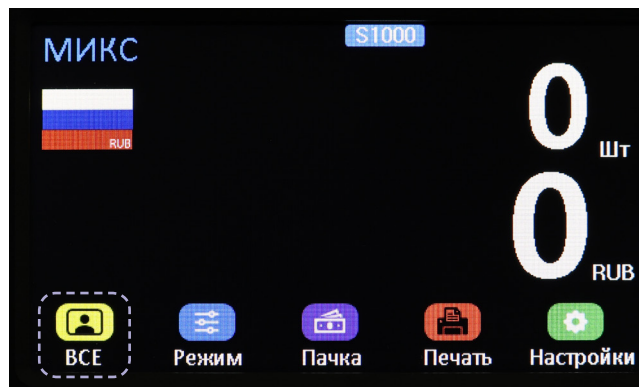 МИКС
S1000
RUB
0 Шт
0 RUB
ВСЕ
Режим
Пачка
Печать
Настройки